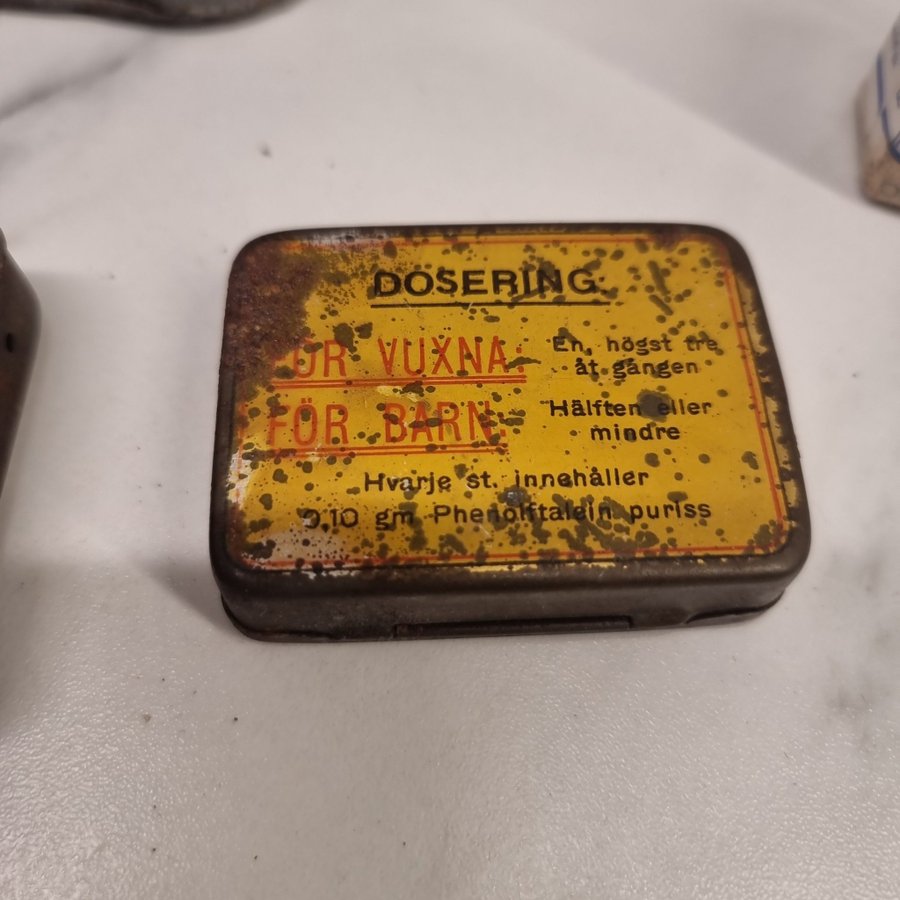 DOSERING.
FÖR VUXNA: En, högst tre
åt gången
FÖR BARN: Hälften eller
mindre
Hvarje st. innehåller
0,10 gm Phenolftalein puriss